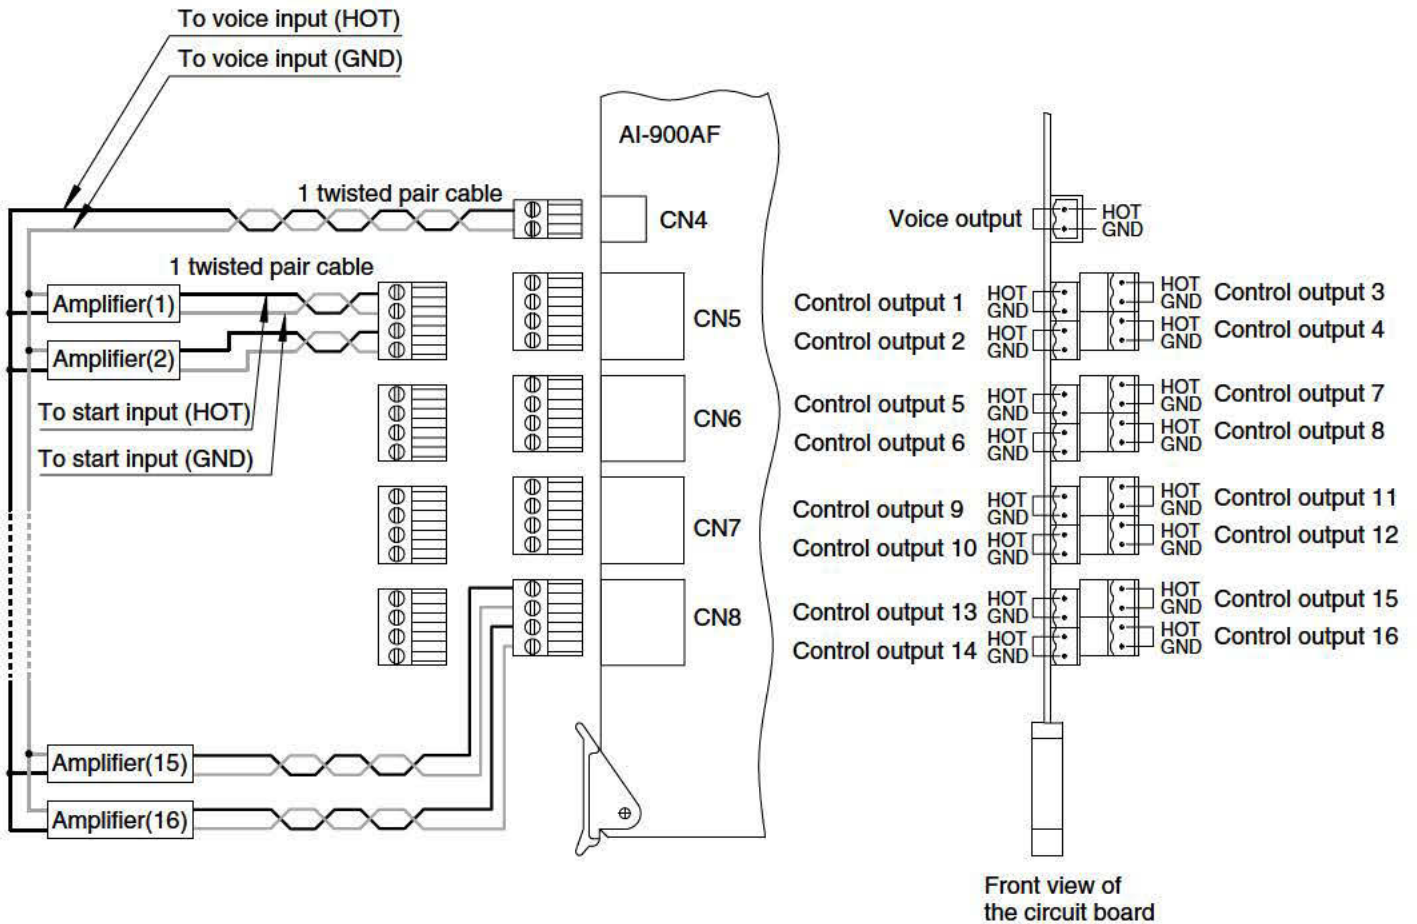 To voice input (HOT)
To voice input (GND)
AI-900AF
1 twisted pair cable
CN4
1 twisted pair cable
Amplifier(1)
Amplifier(2)
CN5
To start input (HOT)
To start input (GND)
CN6
CN7
CN8
Amplifier(15)
Amplifier(16)
Voice output
HOT
GND
Control output 1
HOT
GND
Control output 2
HOT
GND
HOT
GND
Control output 3
HOT
GND
Control output 4
Control output 5
HOT
GND
Control output 6
HOT
GND
HOT
GND
Control output 7
HOT
GND
Control output 8
Control output 9
HOT
GND
Control output 10
HOT
GND
HOT
GND
Control output 11
HOT
GND
Control output 12
Control output 13
HOT
GND
Control output 14
HOT
GND
HOT
GND
Control output 15
HOT
GND
Control output 16
Front view of
the circuit board